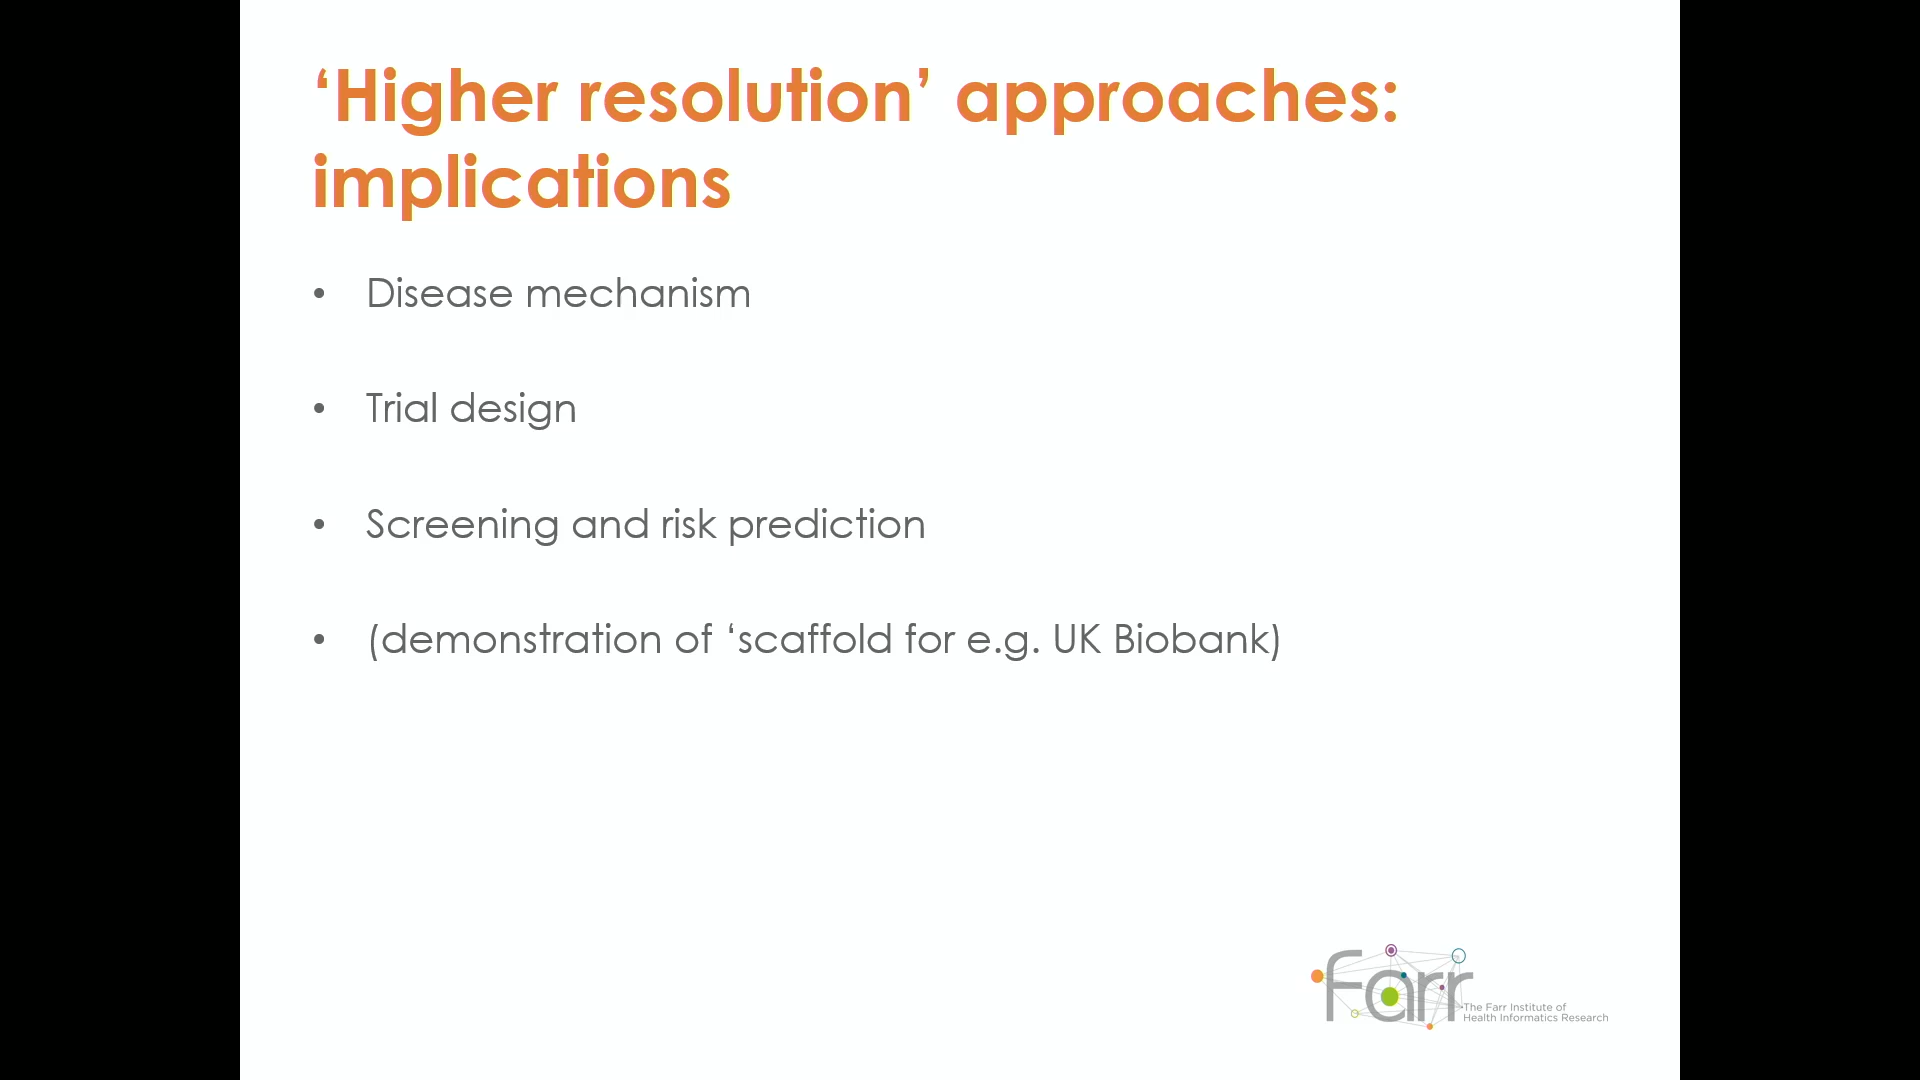 ‘Higher resolution’ approaches:
implications
• Disease mechanism
• Trial design
• Screening and risk prediction
• (demonstration of ‘scaffold for e.g. UK Biobank)
farr
The Farr Institute of
Health Informatics Research